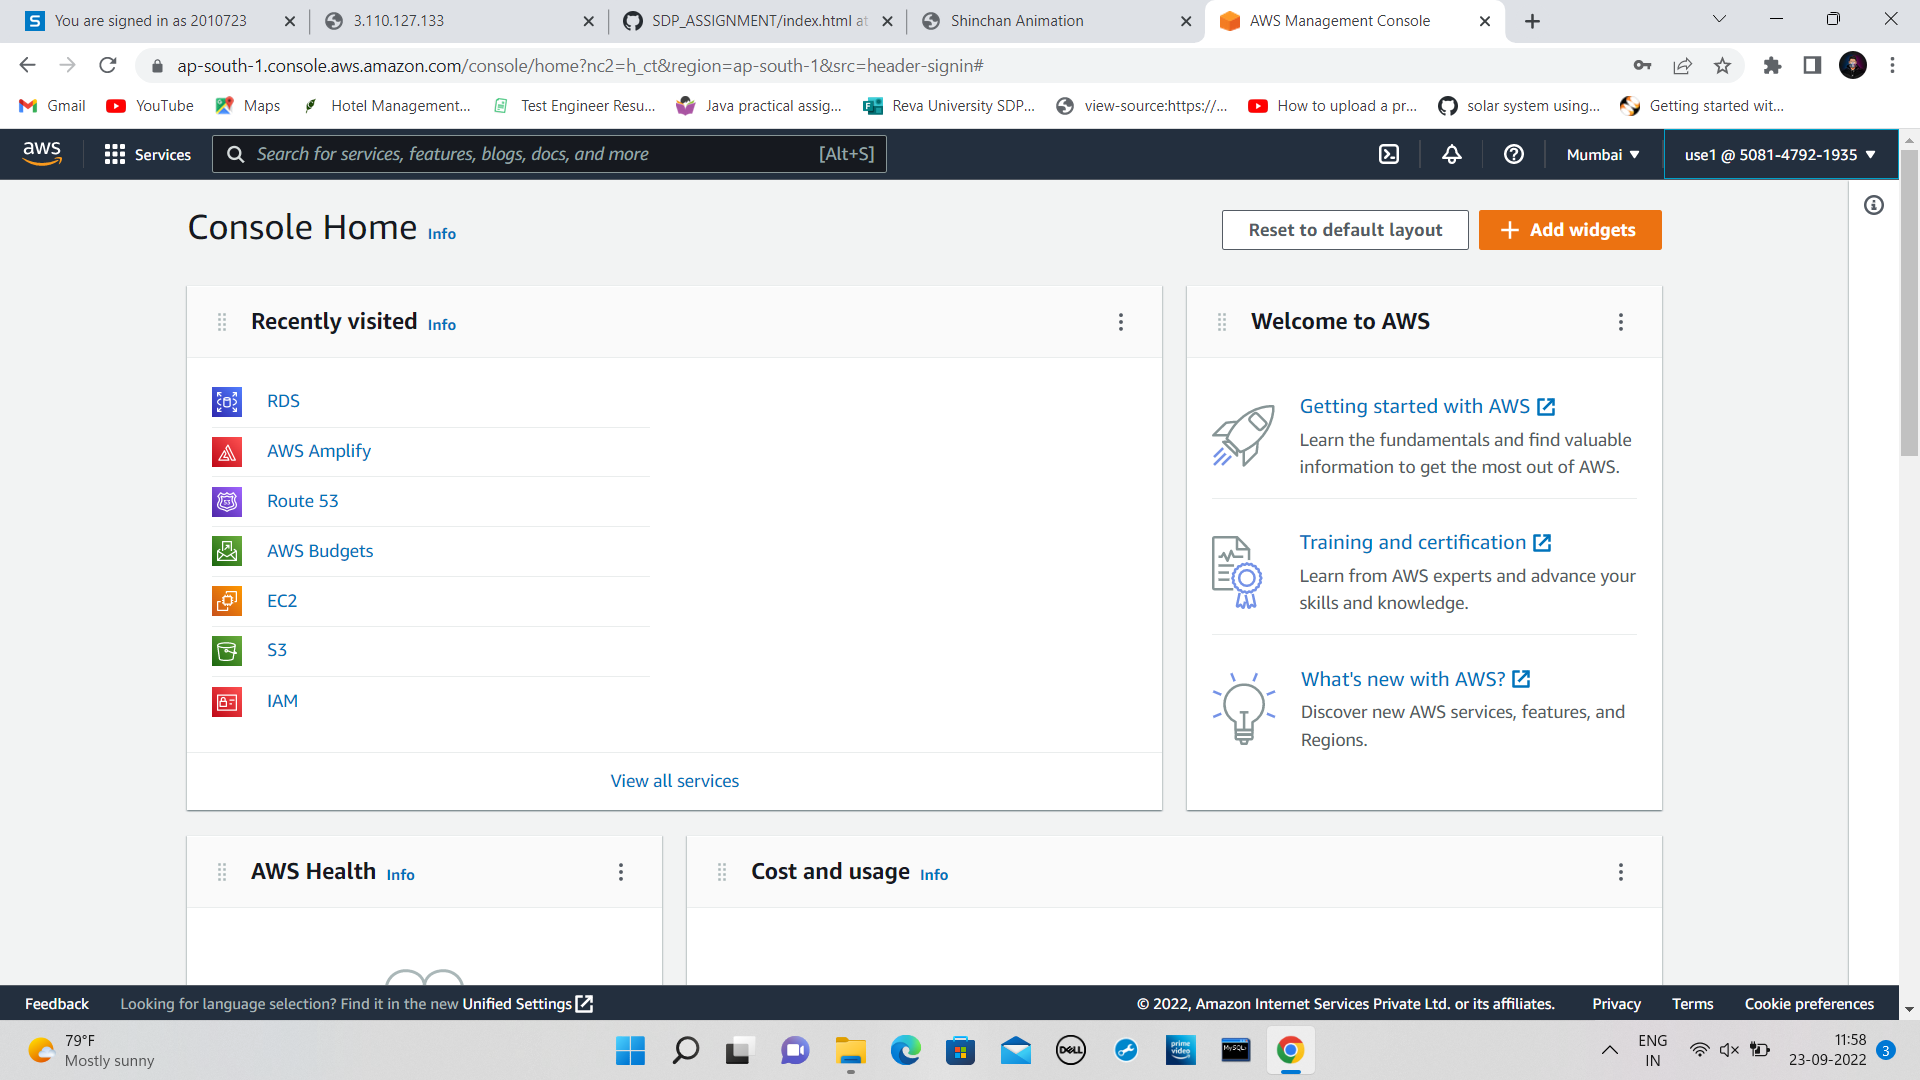 You are signed in as 2010723
3.110.127.133
SDP_ASSIGNMENT/index.html at
Shinchan Animation
AWS Management Console
ap-south-1.console.aws.amazon.com/console/home?nc2=h_ct&region=ap-south-1&src=header-signin#
Gmail
YouTube
Maps
Hotel Management...
Test Engineer Resu...
Java practical assig...
Reva University SDP...
view-source:https://...
How to upload a pr...
solar system using...
Getting started wit...
aws
Services
Search for services, features, blogs, docs, and more
[Alt+S]
Mumbai
use1 @ 5081-4792-1935
Console Home Info
Reset to default layout
Add widgets
Recently visited Info
RDS
AWS Amplify
Route 53
AWS Budgets
EC2
S3
IAM
View all services
Welcome to AWS
Getting started with AWS
Learn the fundamentals and find valuable
information to get the most out of AWS.
Training and certification
Learn from AWS experts and advance your
skills and knowledge.
What's new with AWS?
Discover new AWS services, features, and
Regions.
AWS Health Info
Cost and usage Info
Feedback
Looking for language selection? Find it in the new Unified Settings
© 2022, Amazon Internet Services Private Ltd. or its affiliates.
Privacy
Terms
Cookie preferences
79°F
Mostly sunny
DELL
prime
video
MySQL
ENG
IN
11:58
23-09-2022
3